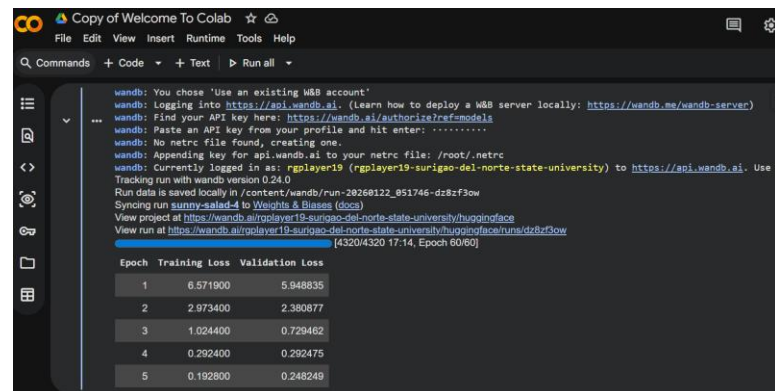 CO Copy of Welcome To Colab
File Edit View Insert Runtime Tools Help
Commands + Code + Text Run all
wandb: You chose 'Use an existing W&B account'
wandb: Logging into https://api.wandb.ai. (Learn how to deploy a W&B server locally: https://wandb.me/wandb-server)
wandb: Find your API key here: https://wandb.ai/authorize?ref=models
wandb: Paste an API key from your profile and hit enter: ··········
wandb: No netrc file found, creating one.
wandb: Appending key for api.wandb.ai to your netrc file: /root/.netrc
wandb: Currently logged in as: rgplayer19 (rgplayer19-surigao-del-norte-state-university) to https://api.wandb.ai. Use
Tracking run with wandb version 0.24.0
Run data is saved locally in /content/wandb/run-20260122_051746-dz8zf3ow
Syncing run sunny-salad-4 to Weights & Biases (docs)
View project at https://wandb.ai/rgplayer19-surigao-del-norte-state-university/huggingface
View run at https://wandb.ai/rgplayer19-surigao-del-norte-state-university/huggingface/runs/dz8zf3ow
[4320/4320 17:14, Epoch 60/60]
Epoch Training Loss Validation Loss
1 6.571900 5.948835
2 2.973400 2.380877
3 1.024400 0.729462
4 0.292400 0.292475
5 0.192800 0.248249